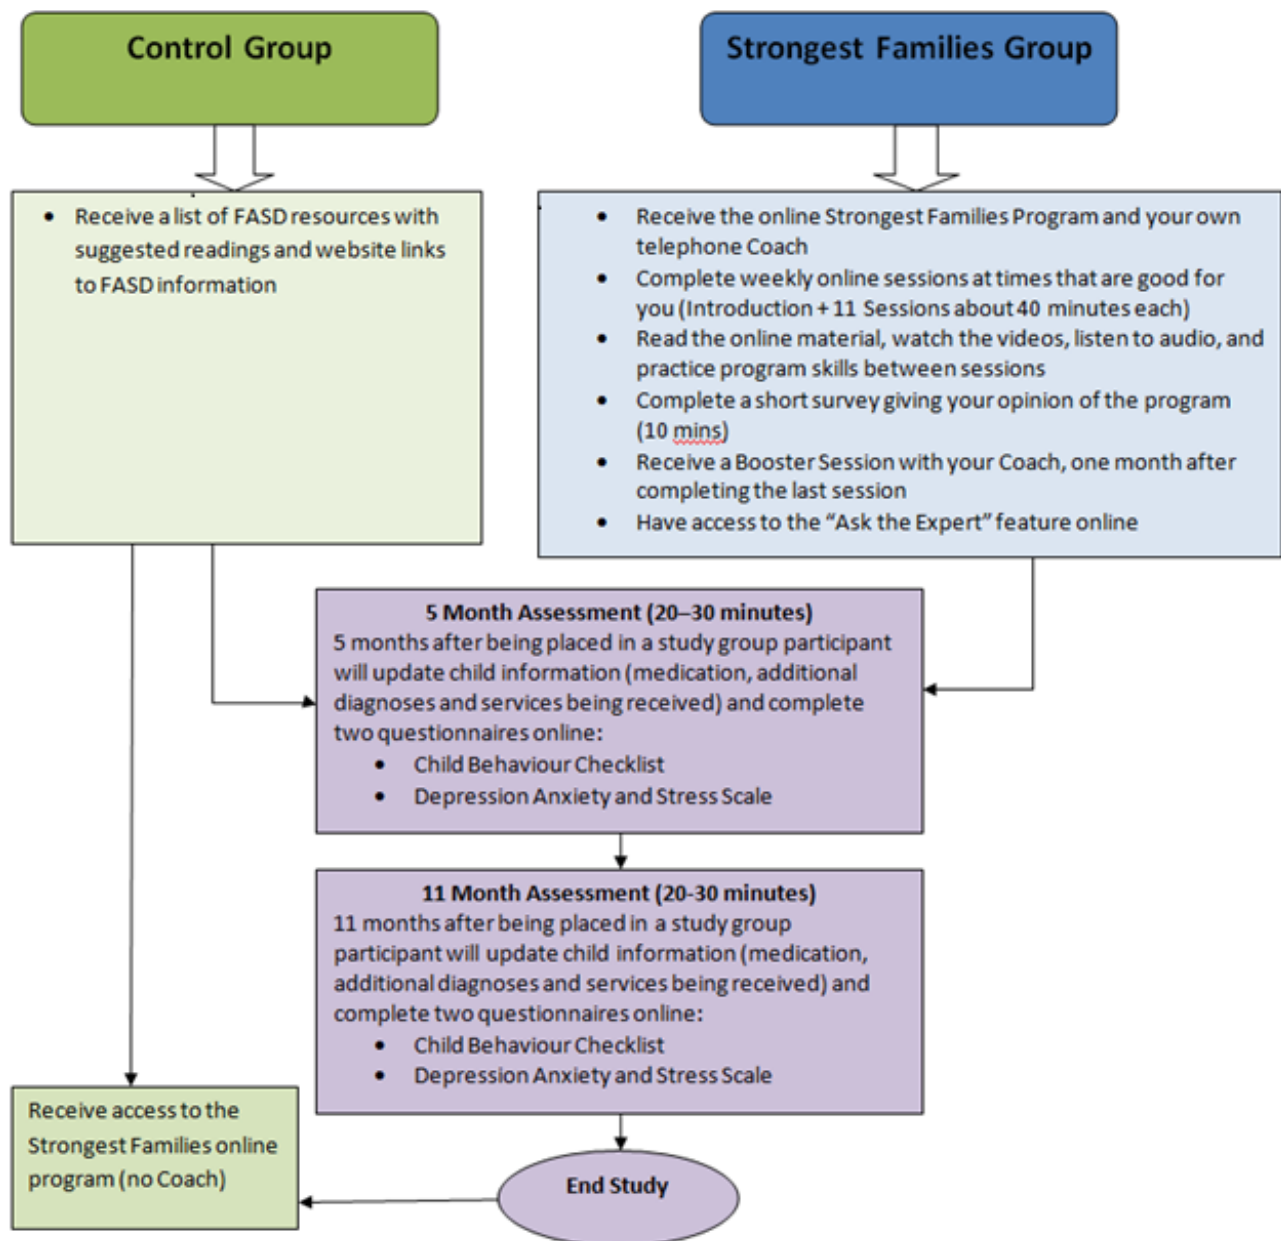 Control Group
Strongest Families Group
• Receive a list of FASD resources with
suggested readings and website links
to FASD information
• Receive the online Strongest Families Program and your own
telephone Coach
• Complete weekly online sessions at times that are good for
you (Introduction + 11 Sessions about 40 minutes each)
• Read the online material, watch the videos, listen to audio, and
practice program skills between sessions
• Complete a short survey giving your opinion of the program
(10 mins)
• Receive a Booster Session with your Coach, one month after
completing the last session
• Have access to the “Ask the Expert” feature online
5 Month Assessment (20–30 minutes)
5 months after being placed in a study group participant
will update child information (medication, additional
diagnoses and services being received) and complete
two questionnaires online:
• Child Behaviour Checklist
• Depression Anxiety and Stress Scale
11 Month Assessment (20-30 minutes)
11 months after being placed in a study group
participant will update child information (medication,
additional diagnoses and services being received) and
complete two questionnaires online:
• Child Behaviour Checklist
• Depression Anxiety and Stress Scale
Receive access to the
Strongest Families online
program (no Coach)
End Study